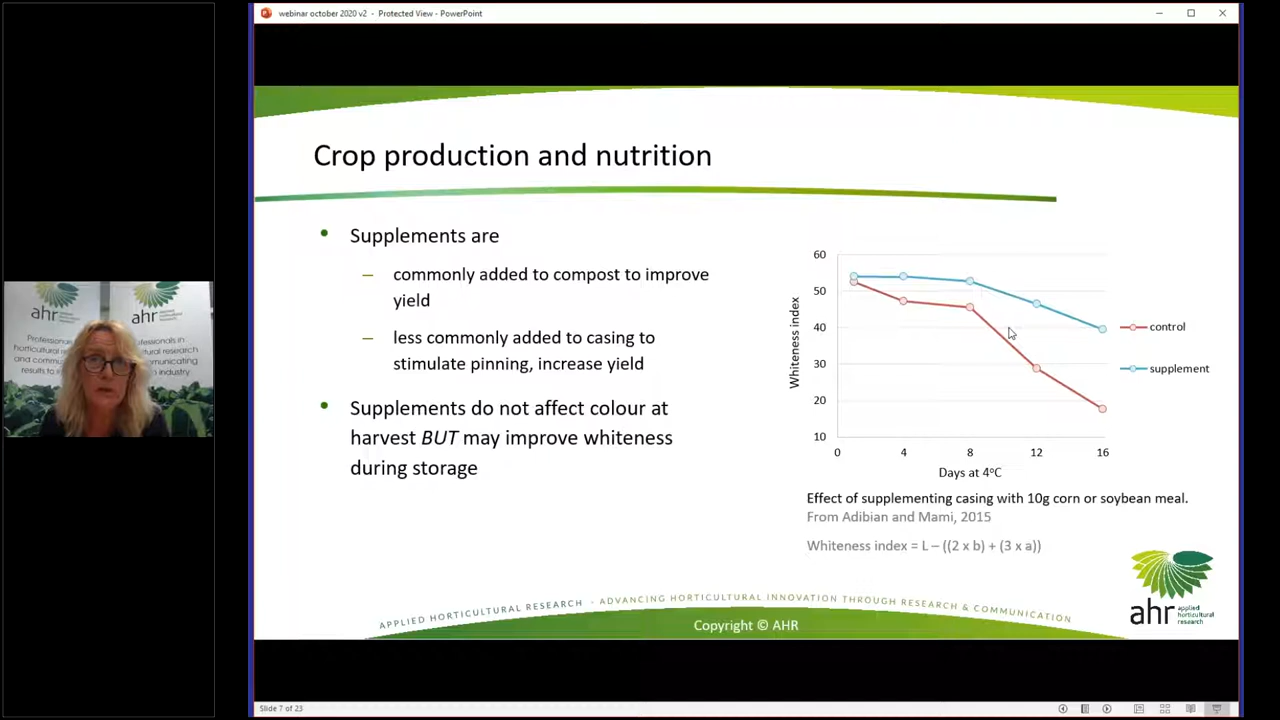 webinar october 2020 v2 - Protected View - PowerPoint
Crop production and nutrition
• Supplements are
– commonly added to compost to improve
yield
– less commonly added to casing to
stimulate pinning, increase yield
• Supplements do not affect colour at
harvest BUT may improve whiteness
during storage
60
50
40
30
20
10
Whiteness index
0 4 8 12 16
Days at 4°C
control
supplement
Effect of supplementing casing with 10g corn or soybean meal.
From Adibian and Mami, 2015
Whiteness index = L – ((2 x b) + (3 x a))
APPLIED HORTICULTURAL RESEARCH - ADVANCING HORTICULTURAL INNOVATION THROUGH RESEARCH & COMMUNICATION
Copyright © AHR
ahr applied
horticultural
research
Slide 7 of 23
ahr
ahr